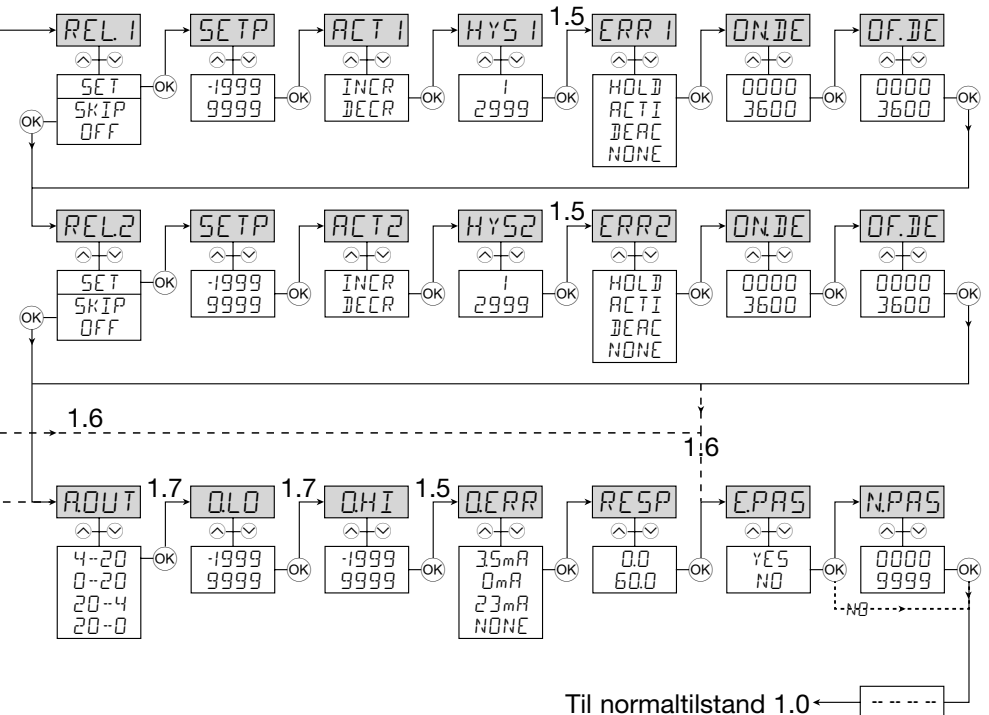 1.5
REL.1 SETP ACT1 HYS1 ERR1 ON.DE OF.DE
SET -1999 INCR 1 HOLD 0000 0000
OK SKIP 9999 OK DECR OK 2999 OK ACTI OK 3600 OK 3600 OK
OK OFF DEAC
NONE
1.5
REL.2 SETP ACT2 HYS2 ERR2 ON.DE OF.DE
SET OK -1999 INCR 1 HOLD 0000 0000
SKIP 9999 OK DECR OK 2999 OK ACTI OK 3600 OK 3600 OK
OK OFF DEAC
NONE
1.6
1.6
1.7 1.7 1.5
A.OUT O.LO O.HI O.ERR RESP E.PAS N.PAS
4--20 OK -1999 -1999 3.5mA 0.0 YES 0000
0--20 9999 OK 9999 OK 0mA OK 60.0 OK NO OK 9999 OK
20--4 23mA
20--0 NONE
NO
Til normaltilstand 1.0 -- -- -- --